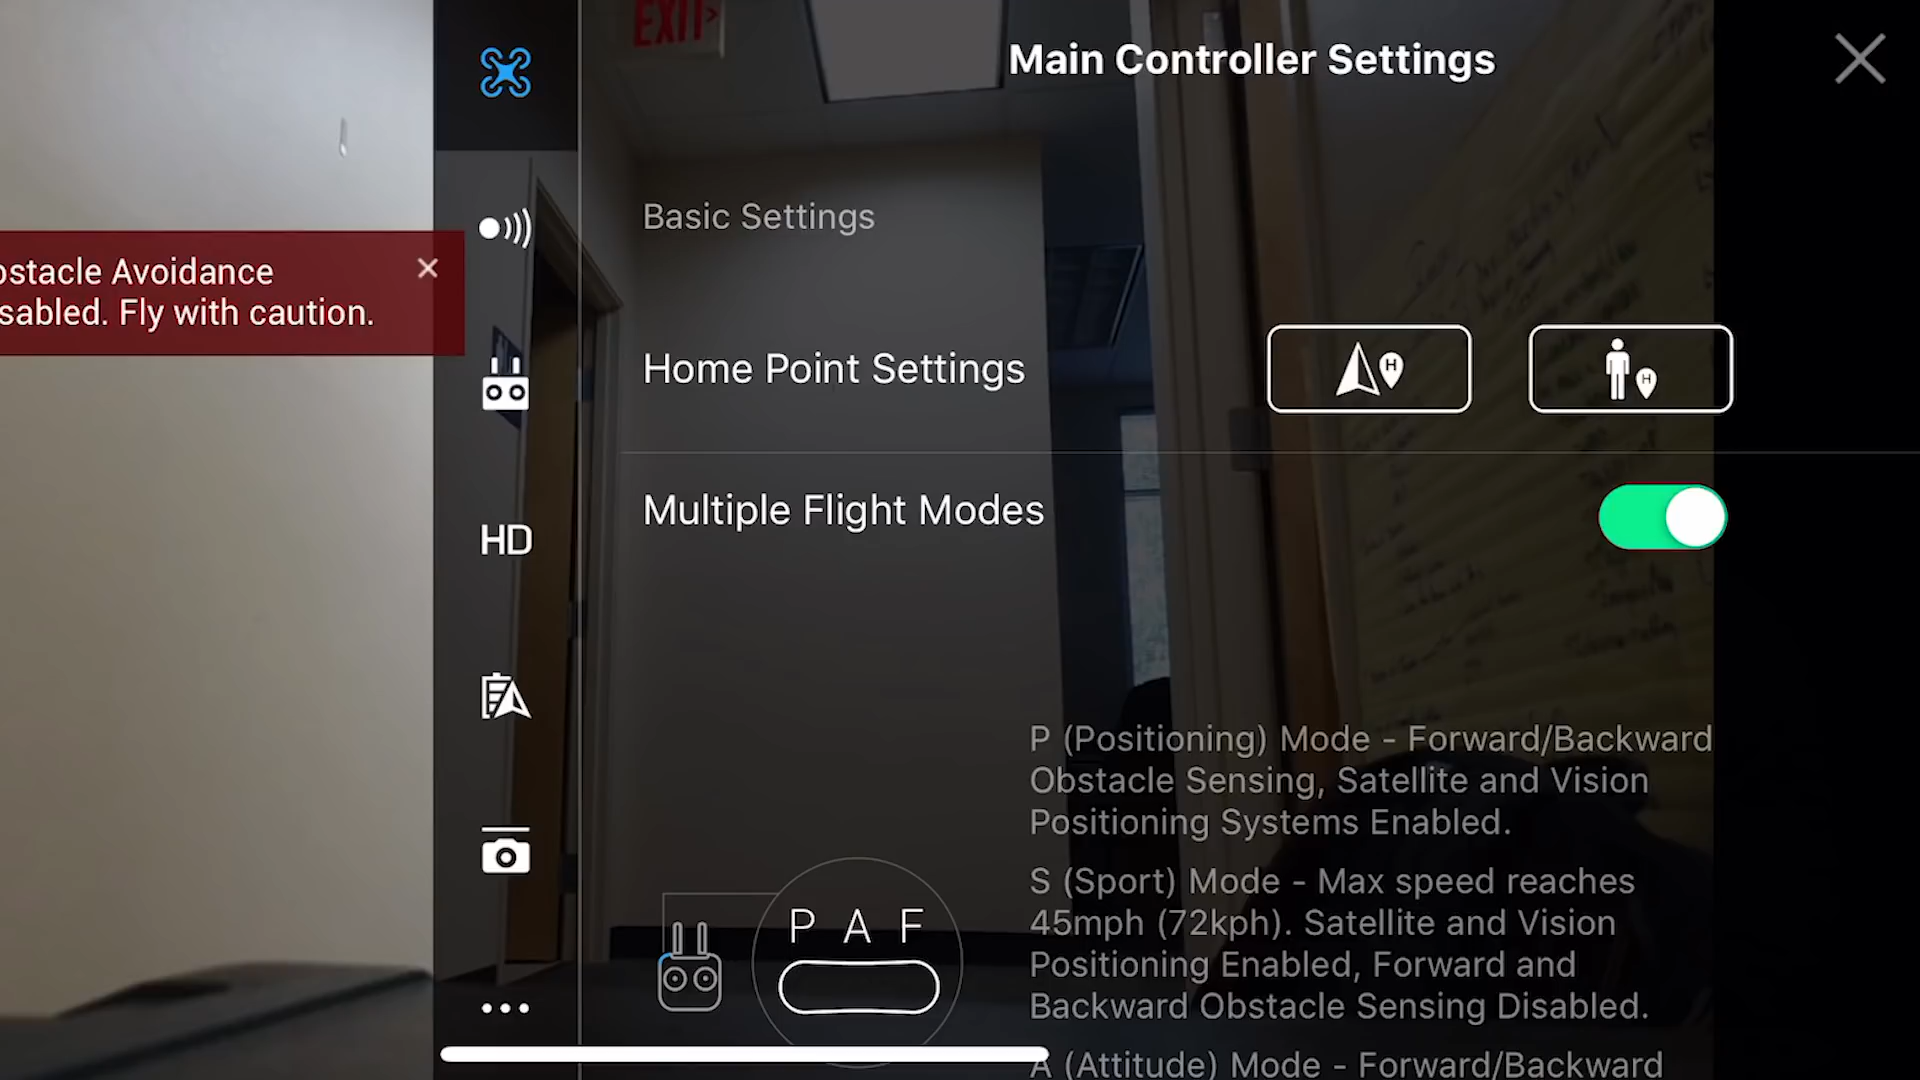 EXIT
Main Controller Settings
Basic Settings
bstacle Avoidance
sabled. Fly with caution.
Home Point Settings
H
H
Multiple Flight Modes
HD
P (Positioning) Mode - Forward/Backward
Obstacle Sensing, Satellite and Vision
Positioning Systems Enabled.
S (Sport) Mode - Max speed reaches
45mph (72kph). Satellite and Vision
Positioning Enabled, Forward and
Backward Obstacle Sensing Disabled.
A (Attitude) Mode - Forward/Backward
P A F